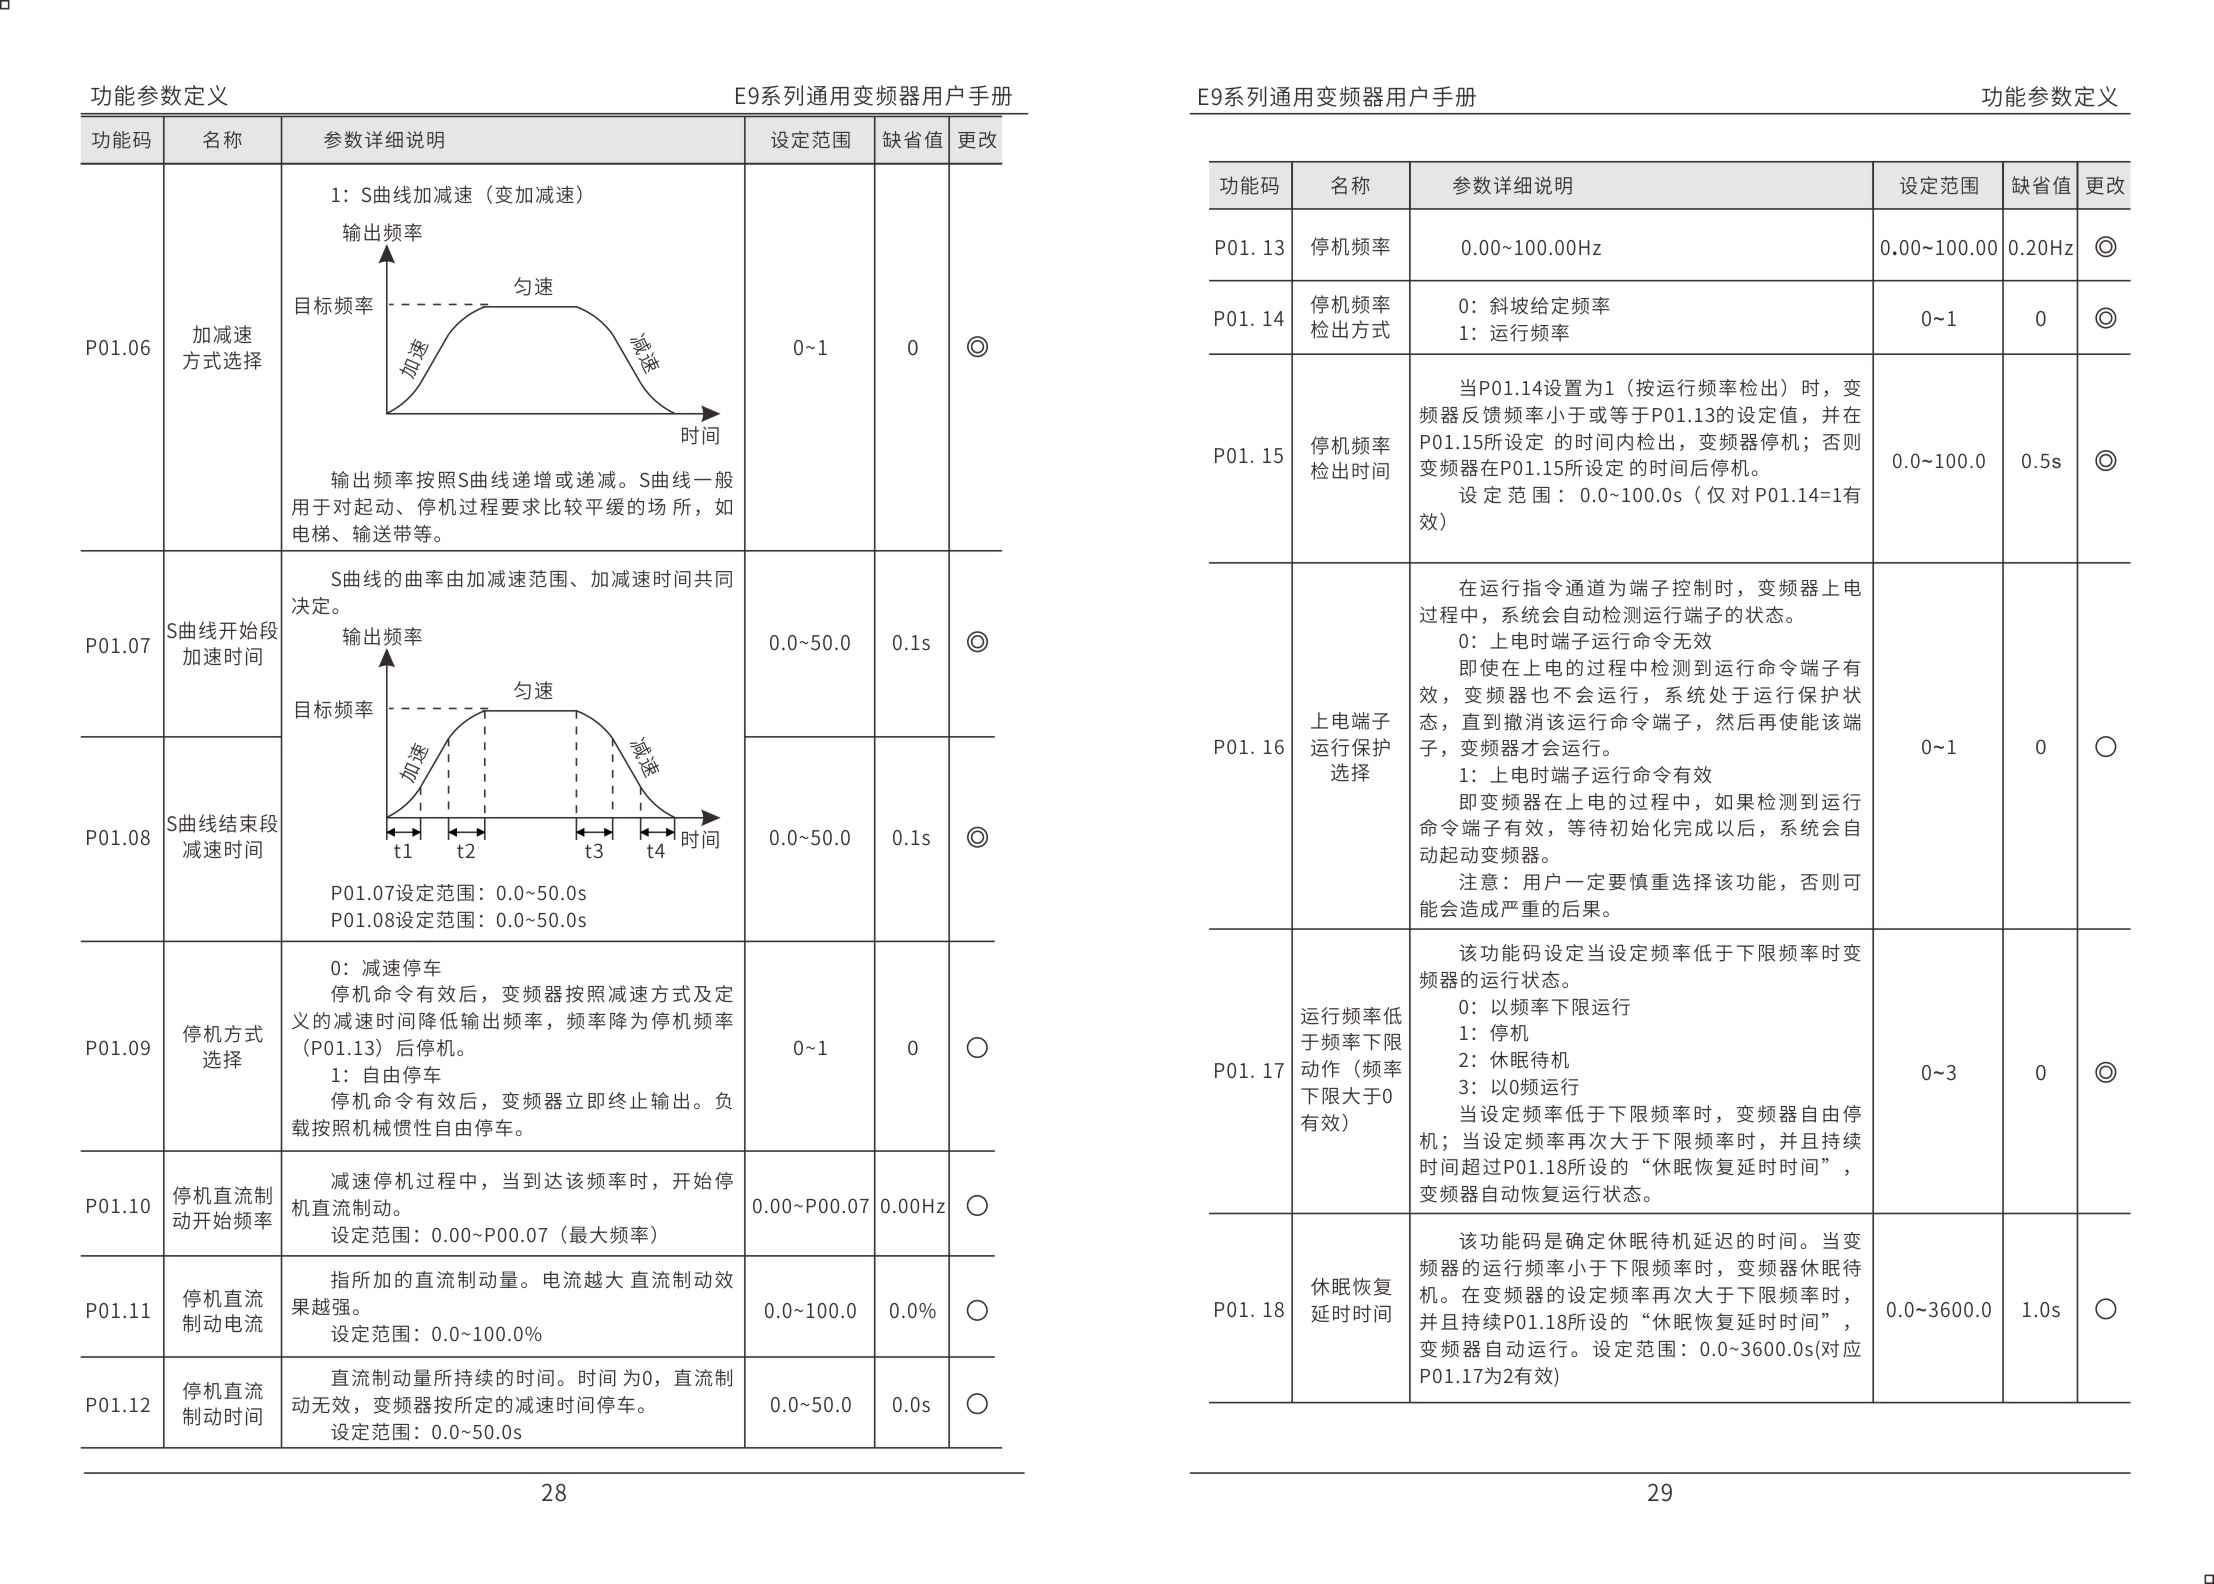 功能参数定义 E9系列通用变频器用户手册
功能码 名称 参数详细说明 设定范围 缺省值 更改
P01.06
加减速
方式选择
1：S曲线加减速（变加减速）
输出频率
匀速
目标频率
加速
减速
时间
输出频率按照S曲线递增或递减。S曲线一般
用于对起动、停机过程要求比较平缓的场 所，如
电梯、输送带等。
0~1
0
◎
P01.07
S曲线开始段
加速时间
S曲线的曲率由加减速范围、加减速时间共同
决定。
输出频率
匀速
目标频率
加速
减速
时间
t1 t2 t3 t4
P01.07设定范围：0.0~50.0s
P01.08设定范围：0.0~50.0s
0.0~50.0
0.1s
◎
P01.08
S曲线结束段
减速时间
0.0~50.0
0.1s
◎
P01.09
停机方式
选择
0：减速停车
停机命令有效后，变频器按照减速方式及定
义的减速时间降低输出频率，频率降为停机频率
（P01.13）后停机。
1：自由停车
停机命令有效后，变频器立即终止输出。负
载按照机械惯性自由停车。
0~1
0
○
P01.10
停机直流制
动开始频率
减速停机过程中，当到达该频率时，开始停
机直流制动。
设定范围：0.00~P00.07（最大频率）
0.00~P00.07
0.00Hz
○
P01.11
停机直流
制动电流
指所加的直流制动量。电流越大 直流制动效
果越强。
设定范围：0.0~100.0%
0.0~100.0
0.0%
○
P01.12
停机直流
制动时间
直流制动量所持续的时间。时间 为0，直流制
动无效，变频器按所定的减速时间停车。
设定范围：0.0~50.0s
0.0~50.0
0.0s
○
28
E9系列通用变频器用户手册 功能参数定义
功能码 名称 参数详细说明 设定范围 缺省值 更改
P01. 13
停机频率
0.00~100.00Hz
0.00~100.00
0.20Hz
◎
P01. 14
停机频率
检出方式
0：斜坡给定频率
1：运行频率
0~1
0
◎
P01. 15
停机频率
检出时间
当P01.14设置为1（按运行频率检出）时，变
频器反馈频率小于或等于P01.13的设定值，并在
P01.15所设定 的时间内检出，变频器停机；否则
变频器在P01.15所设定 的时间后停机。
设定范围：0.0~100.0s（仅对P01.14=1有
效）
0.0~100.0
0.5s
◎
P01. 16
上电端子
运行保护
选择
在运行指令通道为端子控制时，变频器上电
过程中，系统会自动检测运行端子的状态。
0：上电时端子运行命令无效
即使在上电的过程中检测到运行命令端子有
效，变频器也不会运行，系统处于运行保护状
态，直到撤消该运行命令端子，然后再使能该端
子，变频器才会运行。
1：上电时端子运行命令有效
即变频器在上电的过程中，如果检测到运行
命令端子有效，等待初始化完成以后，系统会自
动起动变频器。
注意：用户一定要慎重选择该功能，否则可
能会造成严重的后果。
0~1
0
○
P01. 17
运行频率低
于频率下限
动作（频率
下限大于0
有效）
该功能码设定当设定频率低于下限频率时变
频器的运行状态。
0：以频率下限运行
1：停机
2：休眠待机
3：以0频运行
当设定频率低于下限频率时，变频器自由停
机；当设定频率再次大于下限频率时，并且持续
时间超过P01.18所设的“休眠恢复延时时间”，
变频器自动恢复运行状态。
0~3
0
◎
P01. 18
休眠恢复
延时时间
该功能码是确定休眠待机延迟的时间。当变
频器的运行频率小于下限频率时，变频器休眠待
机。在变频器的设定频率再次大于下限频率时，
并且持续P01.18所设的“休眠恢复延时时间”，
变频器自动运行。设定范围：0.0~3600.0s(对应
P01.17为2有效)
0.0~3600.0
1.0s
○
29